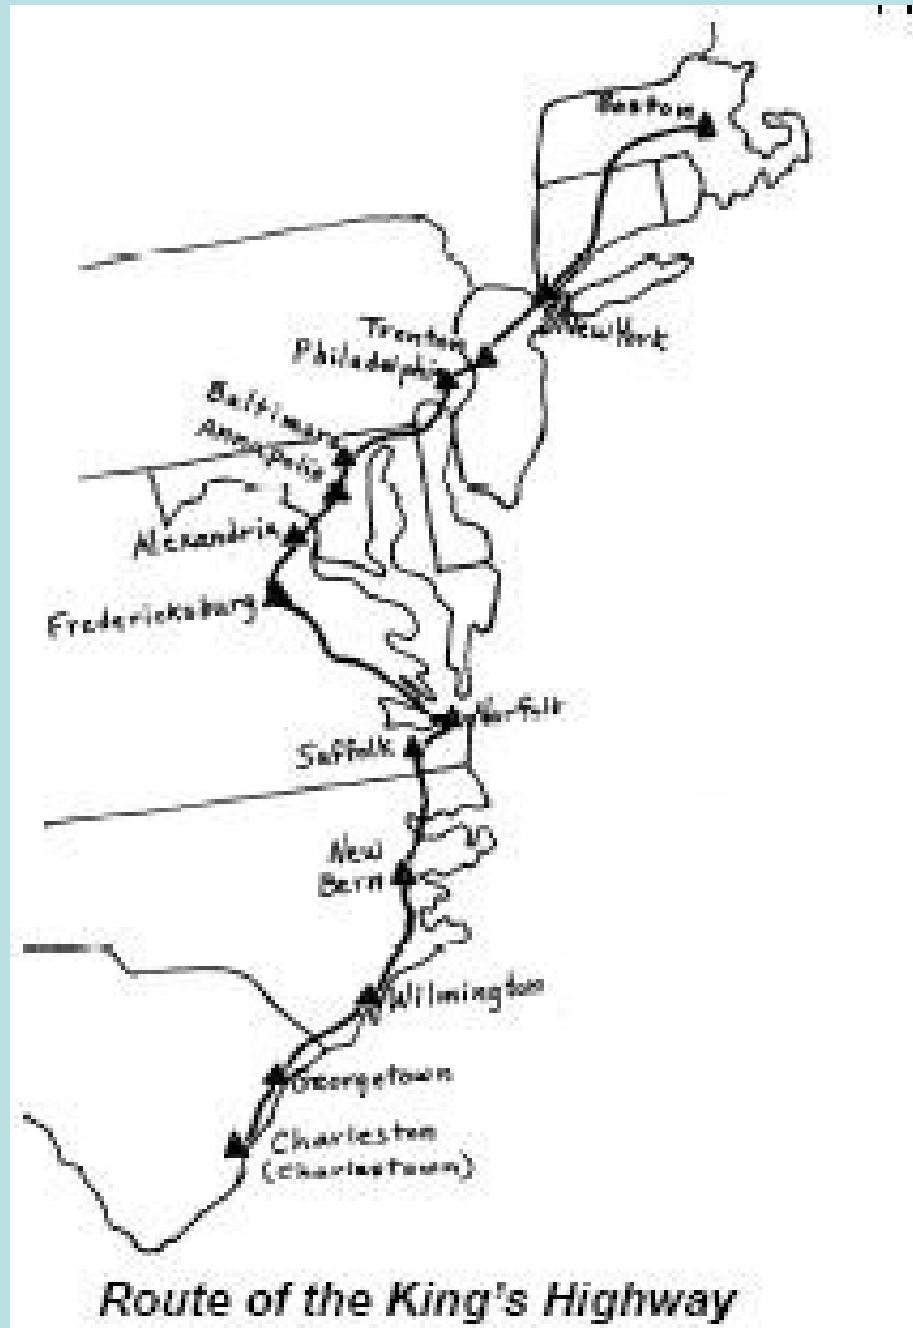 Boston
New York
Trenton
Philadelphi
Baltimore
Annapolis
Alexandria
Fredericksburg
Norfolk
Suffolk
New
Bern
Wilmington
Georgetown
Charleston
(Charlestown)
Route of the King's Highway